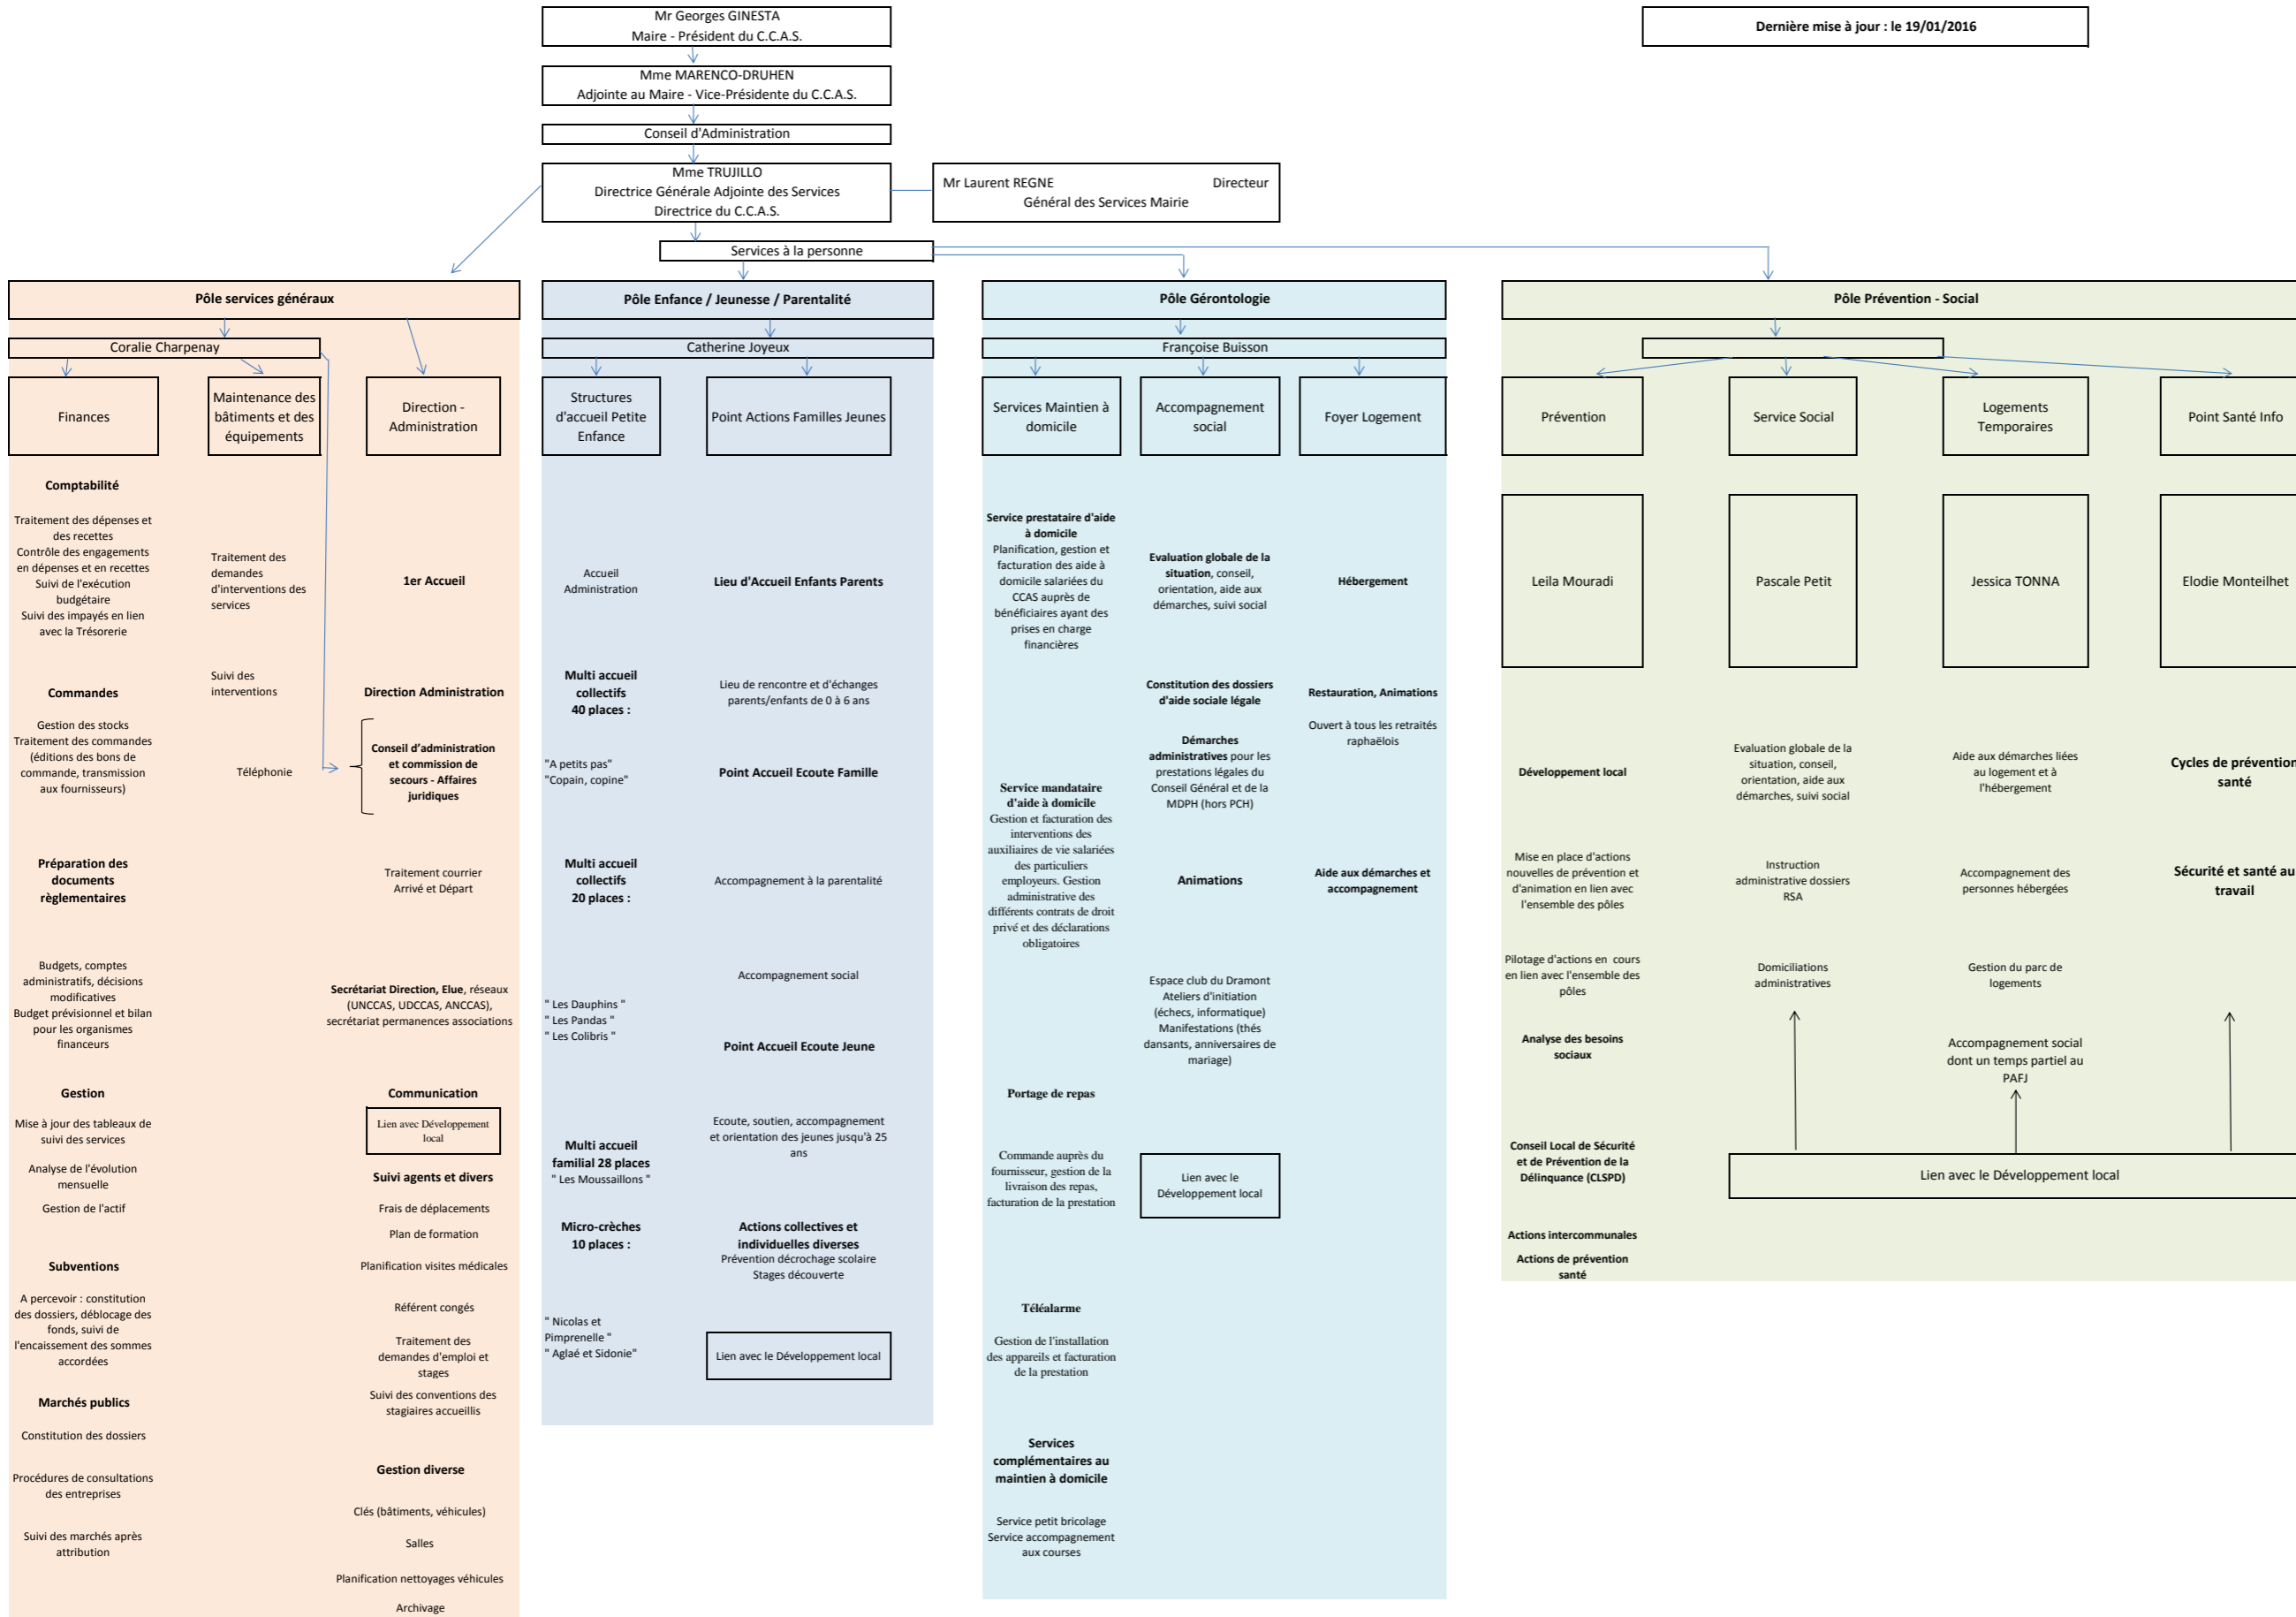 Mr Georges GINESTA
Maire - Président du C.C.A.S.
Dernière mise à jour : le 19/01/2016
Mme MARENCO-DRUHEN
Adjointe au Maire - Vice-Présidente du C.C.A.S.
Conseil d'Administration
Mme TRUJILLO
Directrice Générale Adjointe des Services
Directrice du C.C.A.S.
Mr Laurent REGNE Directeur
Général des Services Mairie
Services à la personne
Pôle services généraux
Coralie Charpenay
Finances
Comptabilité
Traitement des dépenses et
des recettes
Contrôle des engagements
en dépenses et en recettes
Suivi de l'exécution
budgétaire
Suivi des impayés en lien
avec la Trésorerie
Commandes
Gestion des stocks
Traitement des commandes
(éditions des bons de
commande, transmission
aux fournisseurs)
Préparation des
documents
règlementaires
Budgets, comptes
administratifs, décisions
modificatives
Budget prévisionnel et bilan
pour les organismes
financeurs
Gestion
Mise à jour des tableaux de
suivi des services
Analyse de l'évolution
mensuelle
Gestion de l'actif
Subventions
A percevoir : constitution
des dossiers, déblocage des
fonds, suivi de
l'encaissement des sommes
accordées
Marchés publics
Constitution des dossiers
Procédures de consultations
des entreprises
Suivi des marchés après
attribution
Maintenance des
bâtiments et des
équipements
Traitement des
demandes
d'interventions des
services
Suivi des
interventions
Téléphonie
Direction -
Administration
1er Accueil
Direction Administration
Conseil d'administration
et commission de
secours - Affaires
juridiques
Traitement courrier
Arrivé et Départ
Secrétariat Direction, Elue, réseaux
(UNCCAS, UDCCAS, ANCCAS),
secrétariat permanences associations
Communication
Lien avec Développement
local
Suivi agents et divers
Frais de déplacements
Plan de formation
Planification visites médicales
Référent congés
Traitement des
demandes d'emploi et
stages
Suivi des conventions des
stagiaires accueillis
Gestion diverse
Clés (bâtiments, véhicules)
Salles
Planification nettoyages véhicules
Archivage
Pôle Enfance / Jeunesse / Parentalité
Catherine Joyeux
Structures
d'accueil Petite
Enfance
Accueil
Administration
Multi accueil
collectifs
40 places :
"A petits pas"
"Copain, copine"
Multi accueil
collectifs
20 places :
" Les Dauphins "
" Les Pandas "
" Les Colibris "
Multi accueil
familial 28 places
" Les Moussaillons "
Micro-crèches
10 places :
" Nicolas et
Pimprenelle "
" Aglaé et Sidonie"
Point Actions Familles Jeunes
Lieu d'Accueil Enfants Parents
Lieu de rencontre et d'échanges
parents/enfants de 0 à 6 ans
Point Accueil Ecoute Famille
Accompagnement à la parentalité
Accompagnement social
Point Accueil Ecoute Jeune
Ecoute, soutien, accompagnement
et orientation des jeunes jusqu'à 25
ans
Actions collectives et
individuelles diverses
Prévention décrochage scolaire
Stages découverte
Lien avec le Développement local
Pôle Gérontologie
Françoise Buisson
Services Maintien à
domicile
Service prestataire d'aide
à domicile
Planification, gestion et
facturation des aide à
domicile salariées du
CCAS auprès de
bénéficiaires ayant des
prises en charge
financières
Service mandataire
d'aide à domicile
Gestion et facturation des
interventions des
auxiliaires de vie salariées
des particuliers
employeurs. Gestion
administrative des
différents contrats de droit
privé et des déclarations
obligatoires
Portage de repas
Commande auprès du
fournisseur, gestion de la
livraison des repas,
facturation de la prestation
Téléalarme
Gestion de l'installation
des appareils et facturation
de la prestation
Services
complémentaires au
maintien à domicile
Service petit bricolage
Service accompagnement
aux courses
Accompagnement
social
Evaluation globale de la
situation, conseil,
orientation, aide aux
démarches, suivi social
Constitution des dossiers
d'aide sociale légale
Démarches
administratives pour les
prestations légales du
Conseil Général et de la
MDPH (hors PCH)
Animations
Espace club du Dramont
Ateliers d'initiation
(échecs, informatique)
Manifestations (thés
dansants, anniversaires de
mariage)
Lien avec le
Développement local
Foyer Logement
Hébergement
Restauration, Animations
Ouvert à tous les retraités
raphaëlois
Aide aux démarches et
accompagnement
Pôle Prévention - Social
Prévention
Leila Mouradi
Développement local
Mise en place d'actions
nouvelles de prévention et
d'animation en lien avec
l'ensemble des pôles
Pilotage d'actions en cours
en lien avec l'ensemble des
pôles
Analyse des besoins
sociaux
Conseil Local de Sécurité
et de Prévention de la
Délinquance (CLSPD)
Actions intercommunales
Actions de prévention
santé
Service Social
Pascale Petit
Evaluation globale de la
situation, conseil,
orientation, aide aux
démarches, suivi social
Instruction
administrative dossiers
RSA
Domiciliations
administratives
Logements
Temporaires
Jessica TONNA
Aide aux démarches liées
au logement et à
l'hébergement
Accompagnement des
personnes hébergées
Gestion du parc de
logements
Accompagnement social
dont un temps partiel au
PAFJ
Point Santé Info
Elodie Monteilhet
Cycles de prévention
santé
Sécurité et santé au
travail
Lien avec le Développement local